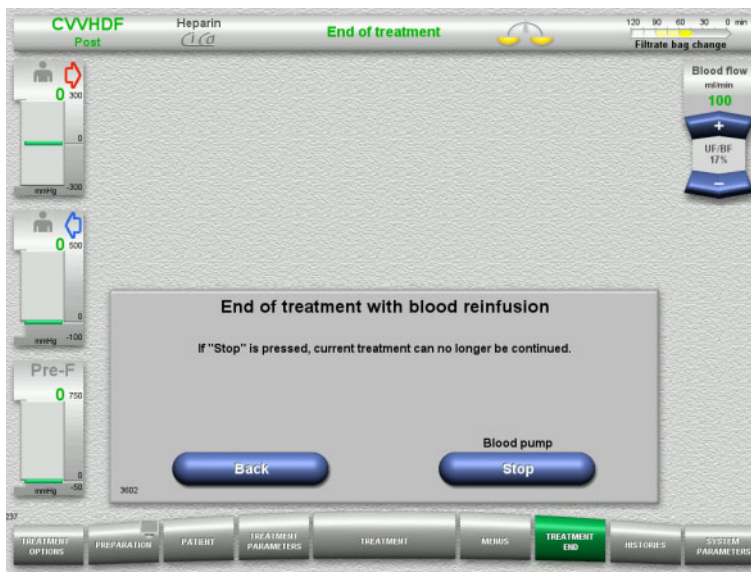 CVVHDF
Post
Heparin
CiCa
End of treatment
120 90 60 30 0 min
Filtrate bag change
0
300
0
-300
mmHg
Blood flow
ml/min
100
+
UF/BF
17%
−
0
500
0
-100
mmHg
Pre-F
0
750
0
-50
mmHg
End of treatment with blood reinfusion
If "Stop" is pressed, current treatment can no longer be continued.
Blood pump
Back
Stop
3602
237
TREATMENT
OPTIONS
PREPARATION
PATIENT
TREATMENT
PARAMETERS
TREATMENT
MENUS
TREATMENT
END
HISTORIES
SYSTEM
PARAMETERS